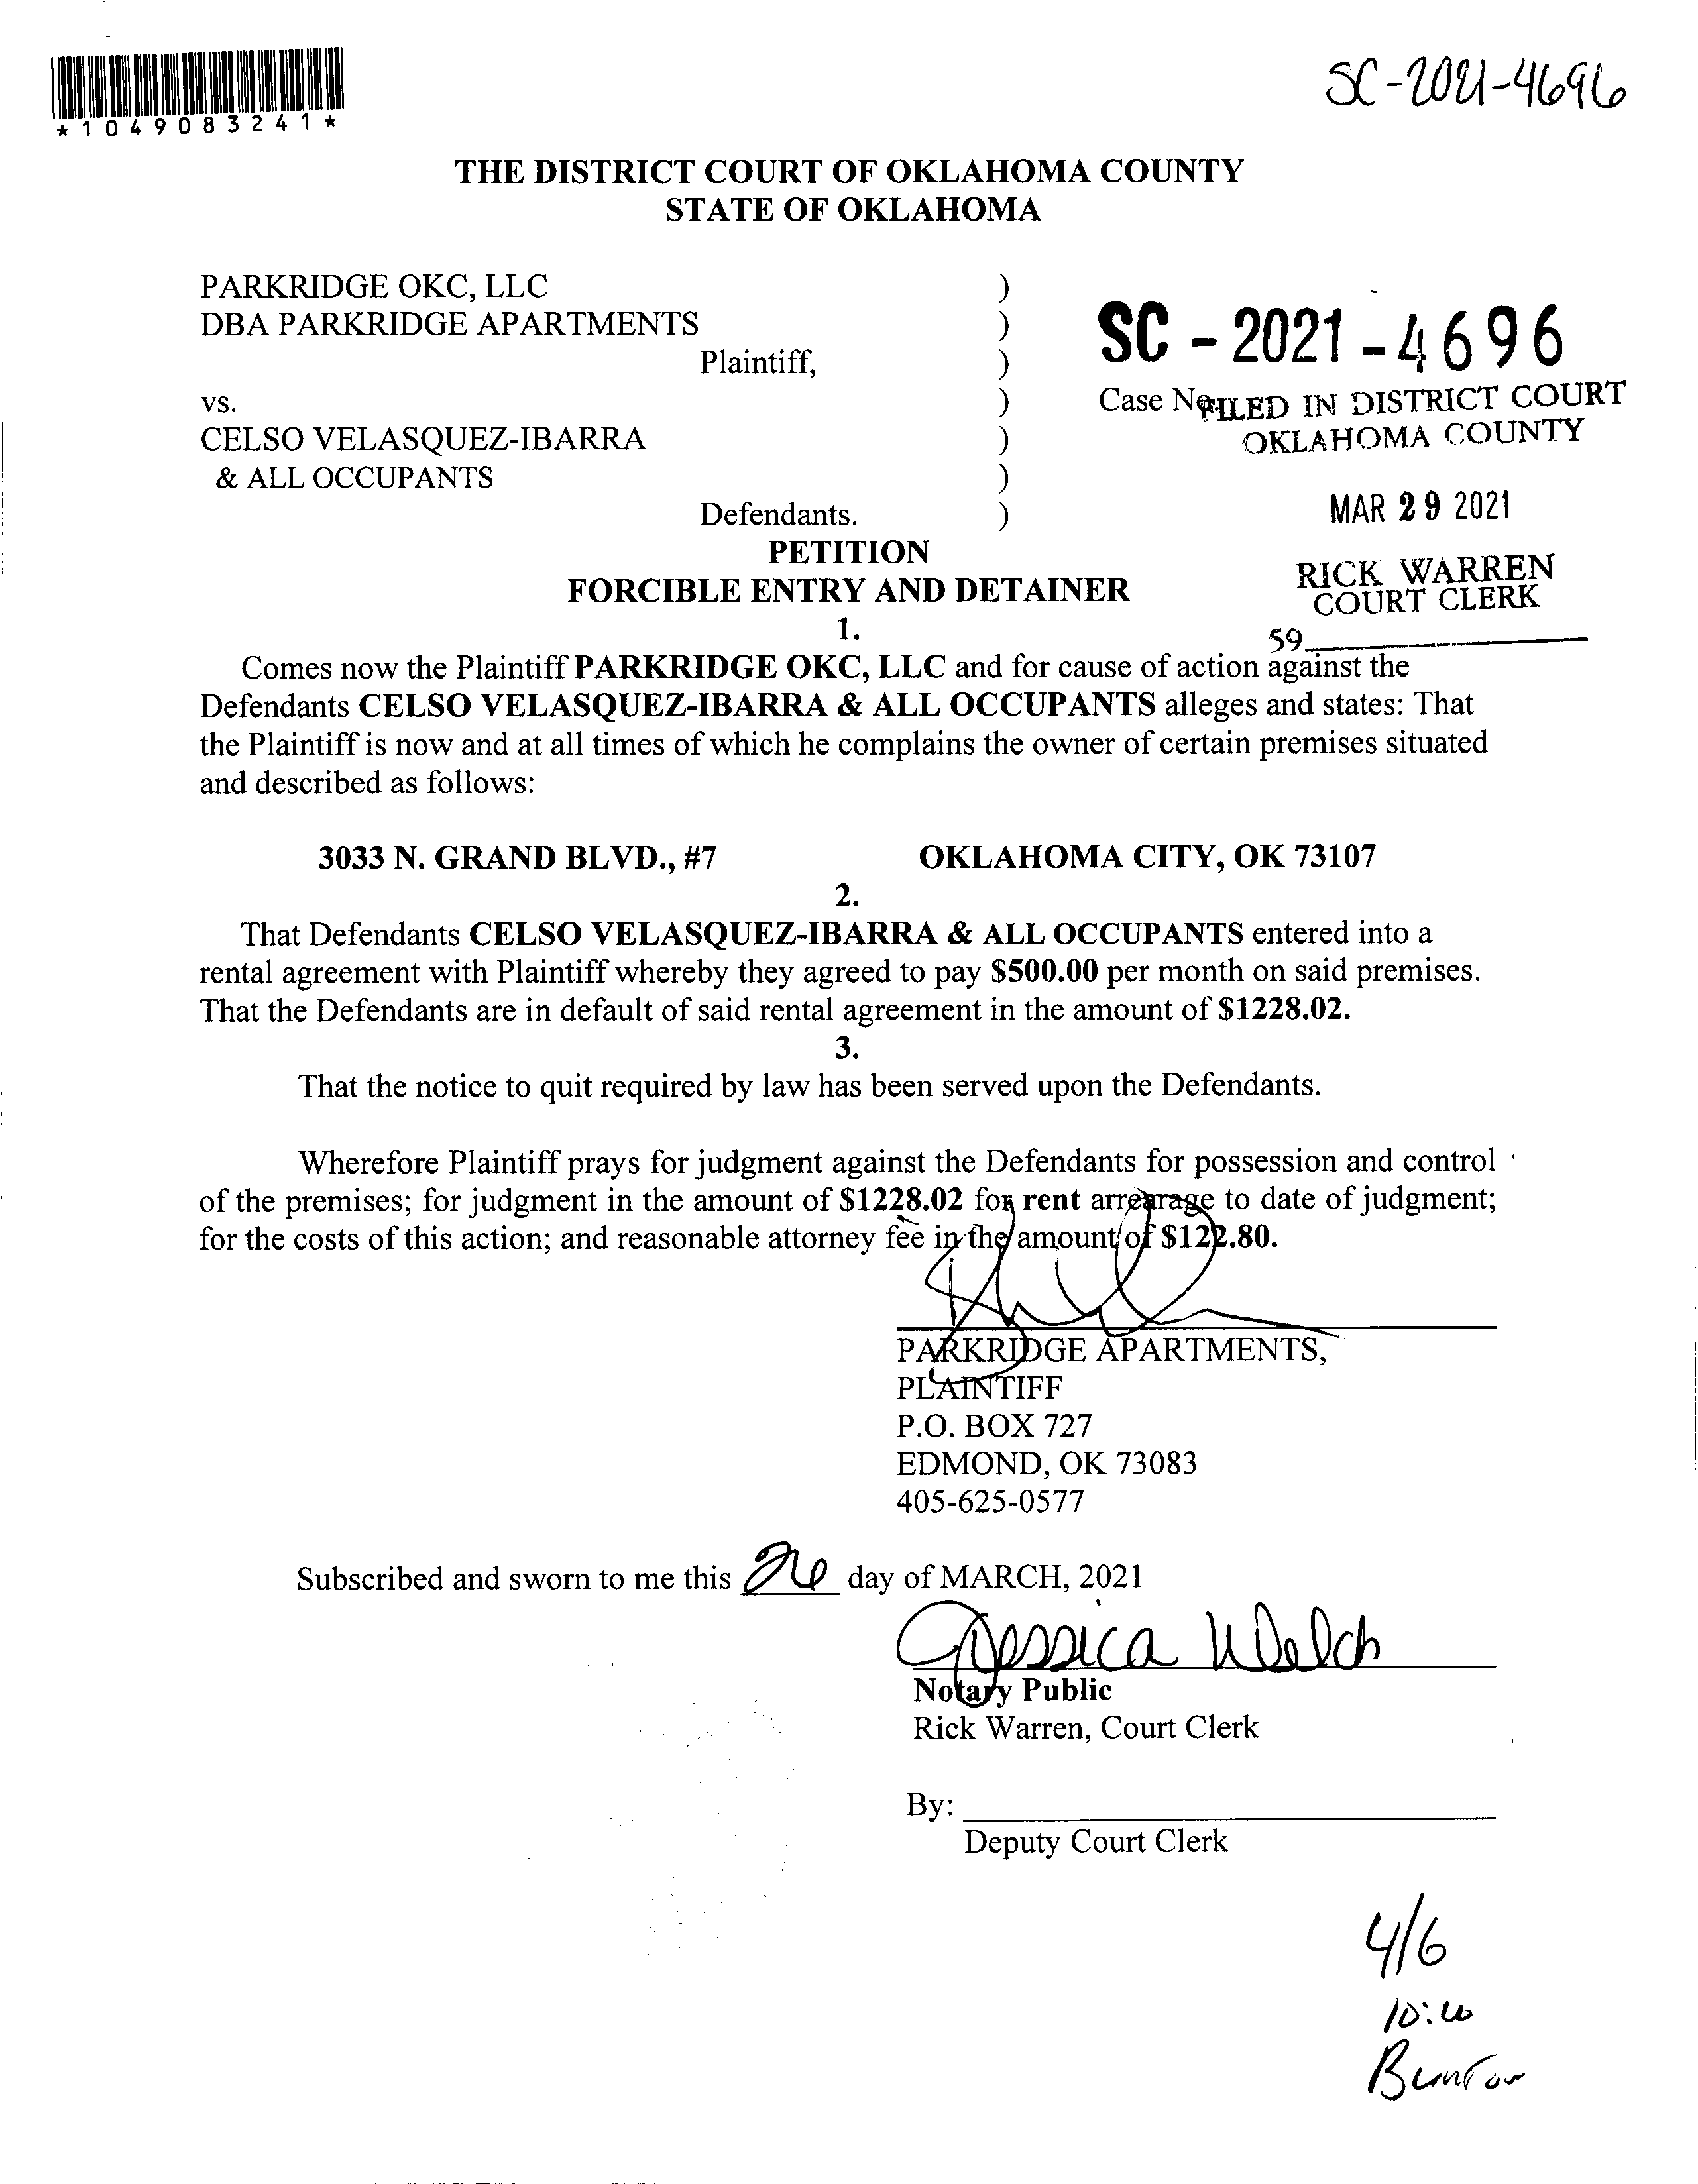 SC-2021-4696
*1049083241*
THE DISTRICT COURT OF OKLAHOMA COUNTY
STATE OF OKLAHOMA
PARKRIDGE OKC, LLC )
DBA PARKRIDGE APARTMENTS )
Plaintiff, )
SC - 2021 - 4696
vs. )
Case No.
FILED IN DISTRICT COURT
OKLAHOMA COUNTY
CELSO VELASQUEZ-IBARRA )
& ALL OCCUPANTS )
Defendants. )
MAR 29 2021
RICK WARREN
COURT CLERK
59
PETITION
FORCIBLE ENTRY AND DETAINER
1.
Comes now the Plaintiff PARKRIDGE OKC, LLC and for cause of action against the
Defendants CELSO VELASQUEZ-IBARRA & ALL OCCUPANTS alleges and states: That
the Plaintiff is now and at all times of which he complains the owner of certain premises situated
and described as follows:
3033 N. GRAND BLVD., #7 OKLAHOMA CITY, OK 73107
2.
That Defendants CELSO VELASQUEZ-IBARRA & ALL OCCUPANTS entered into a
rental agreement with Plaintiff whereby they agreed to pay $500.00 per month on said premises.
That the Defendants are in default of said rental agreement in the amount of $1228.02.
3.
That the notice to quit required by law has been served upon the Defendants.
Wherefore Plaintiff prays for judgment against the Defendants for possession and control
of the premises; for judgment in the amount of $1228.02 for rent arrearage to date of judgment;
for the costs of this action; and reasonable attorney fee in the amount of $122.80.
PARKRIDGE APARTMENTS,
PLAINTIFF
P.O. BOX 727
EDMOND, OK 73083
405-625-0577
Subscribed and sworn to me this 26 day of MARCH, 2021
Jessica Welch
Notary Public
Rick Warren, Court Clerk
By:
Deputy Court Clerk
4/6